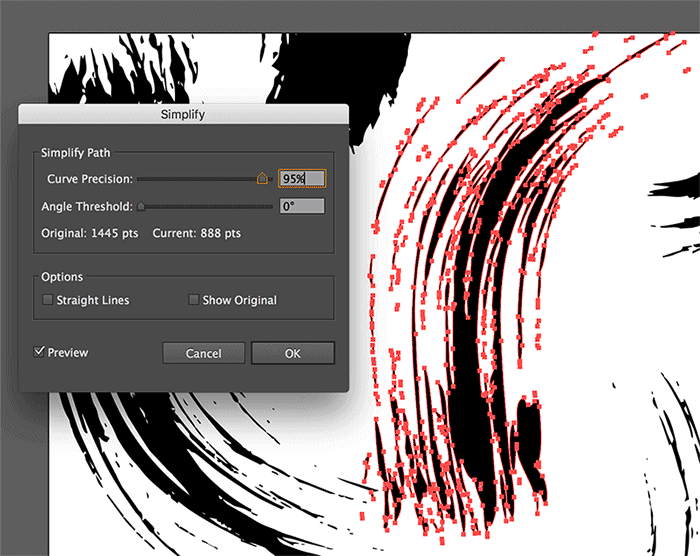 Simplify
Simplify Path
Curve Precision: 95%
Angle Threshold: 0°
Original: 1445 pts Current: 888 pts
Options
Straight Lines Show Original
Preview Cancel OK